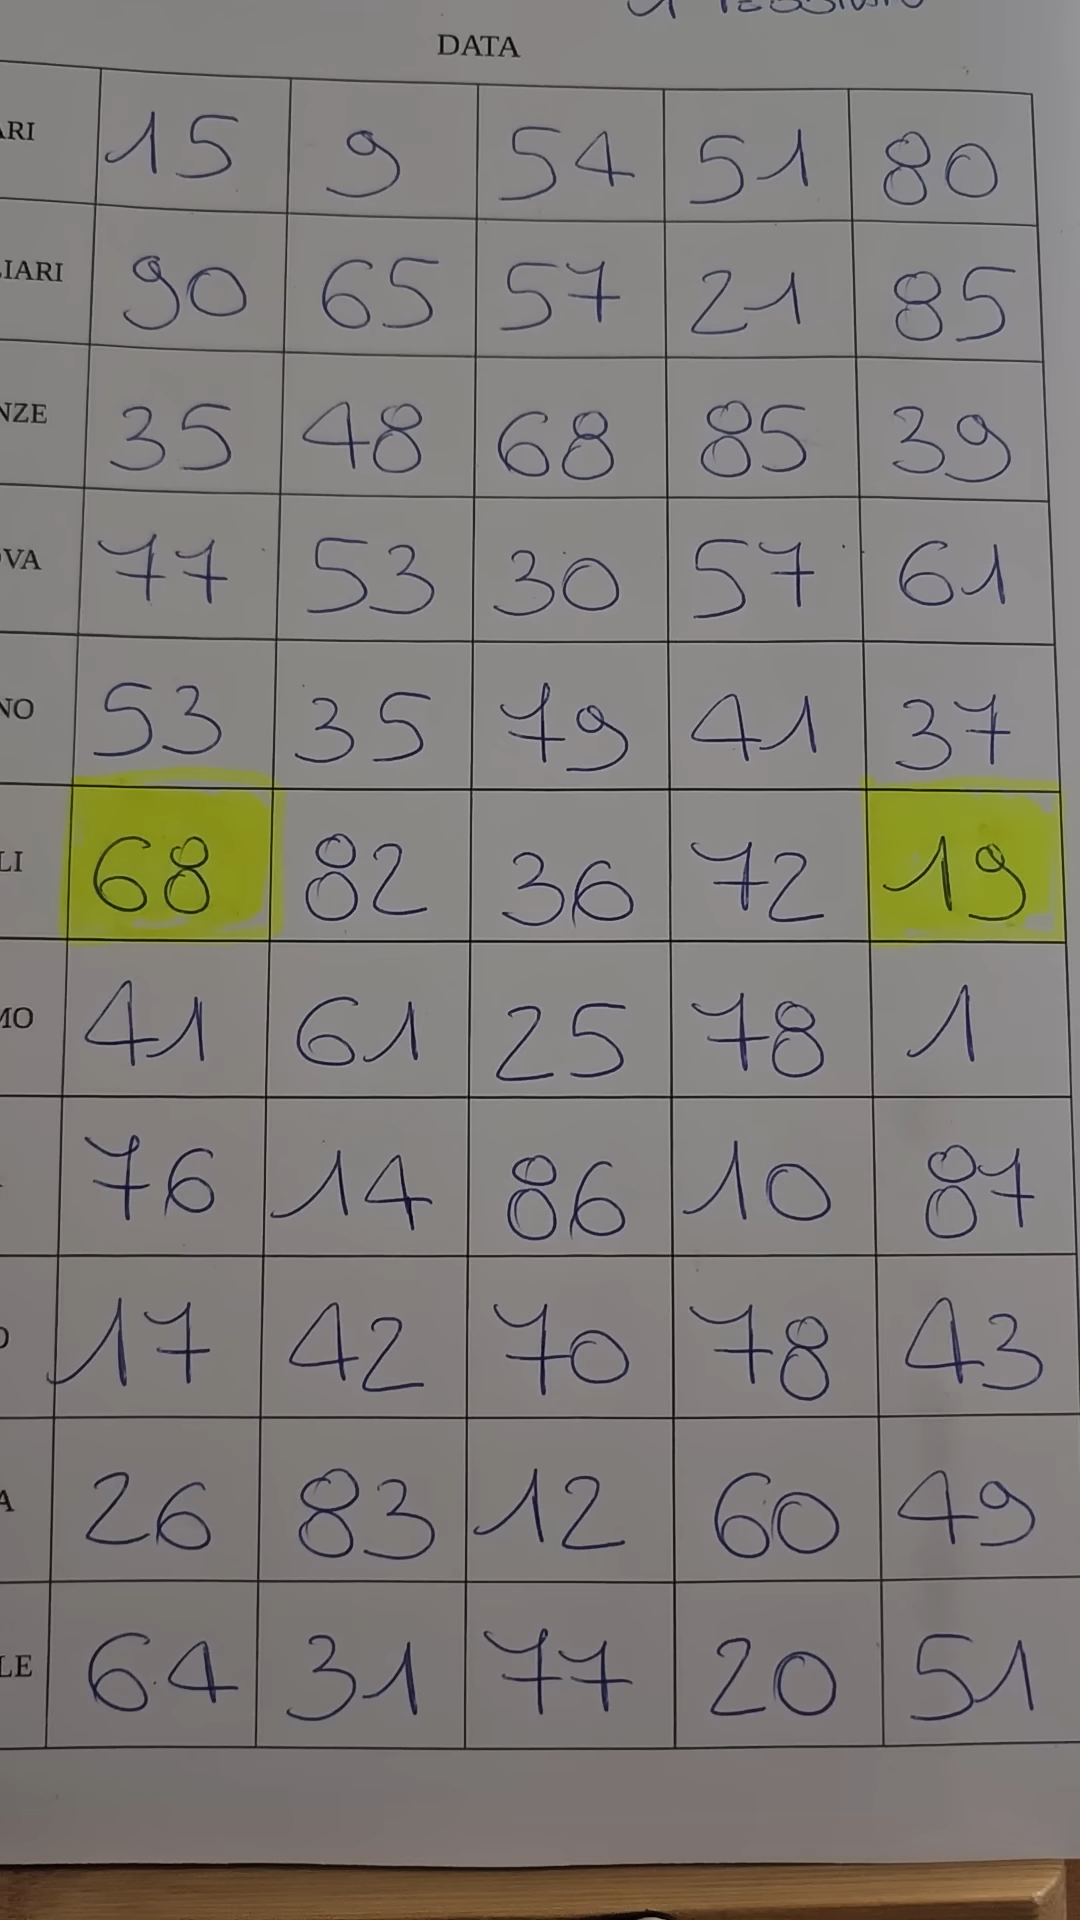 DATA
ARI 15 9 54 51 80
LIARI 90 65 57 21 85
NZE 35 48 68 85 39
OVA 77 53 30 57 61
NO 53 35 79 41 37
LI 68 82 36 72 19
MO 41 61 25 78 1
76 14 86 10 87
O 17 42 70 78 43
A 26 83 12 60 49
LE 64 31 77 20 51